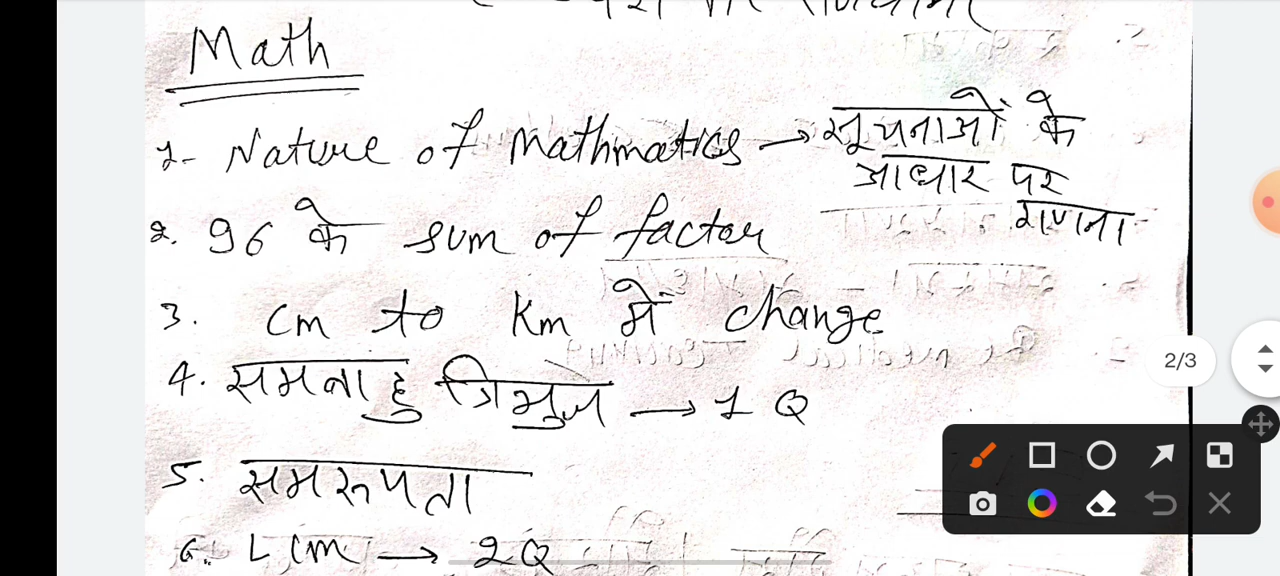 Math
1- Nature of Mathmatics → सूचनाओं के
आधार पर
गणना
2. 96 के sum of factor
3. cm to Km में change
4. समबाहु त्रिभुज → 1 Q
5. समरूपता
6. LCM → 2Q
2/3